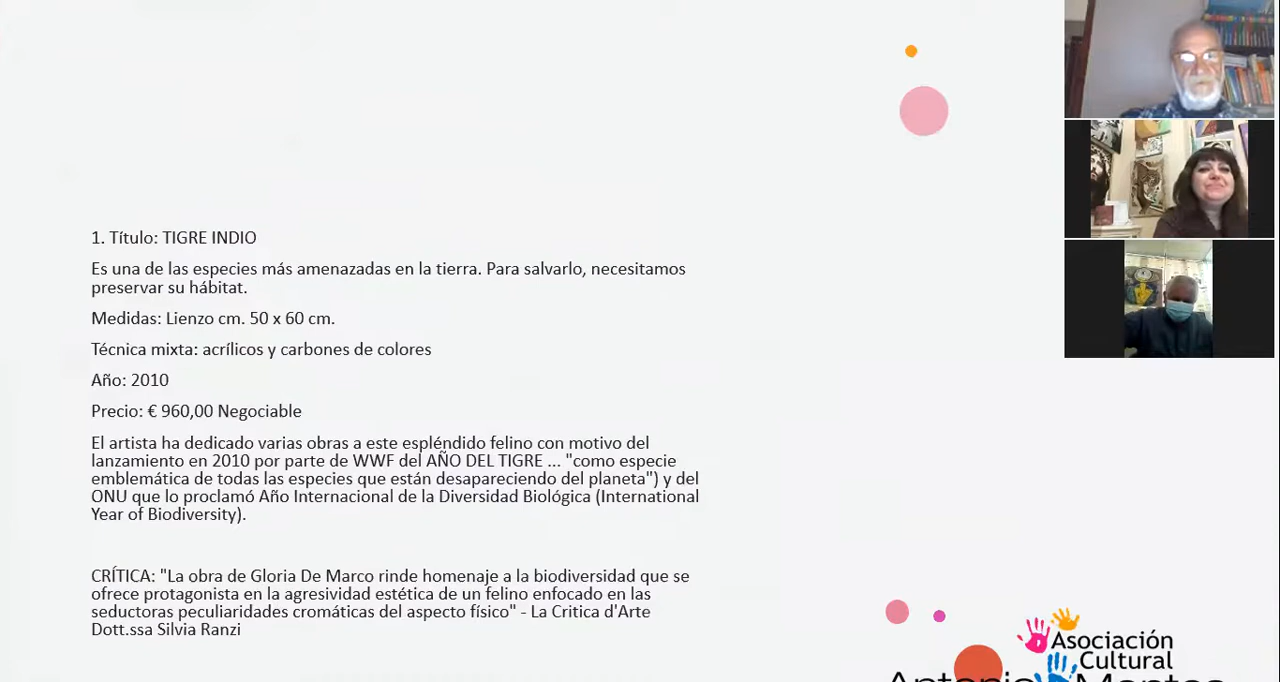 1. Título: TIGRE INDIO
Es una de las especies más amenazadas en la tierra. Para salvarlo, necesitamos
preservar su hábitat.
Medidas: Lienzo cm. 50 x 60 cm.
Técnica mixta: acrílicos y carbones de colores
Año: 2010
Precio: € 960,00 Negociable
El artista ha dedicado varias obras a este espléndido felino con motivo del
lanzamiento en 2010 por parte de WWF del AÑO DEL TIGRE ... "como especie
emblemática de todas las especies que están desapareciendo del planeta") y del
ONU que lo proclamó Año Internacional de la Diversidad Biológica (International
Year of Biodiversity).
CRÍTICA: "La obra de Gloria De Marco rinde homenaje a la biodiversidad que se
ofrece protagonista en la agresividad estética de un felino enfocado en las
seductoras peculiaridades cromáticas del aspecto físico" - La Critica d'Arte
Dott.ssa Silvia Ranzi
Asociación
Cultural